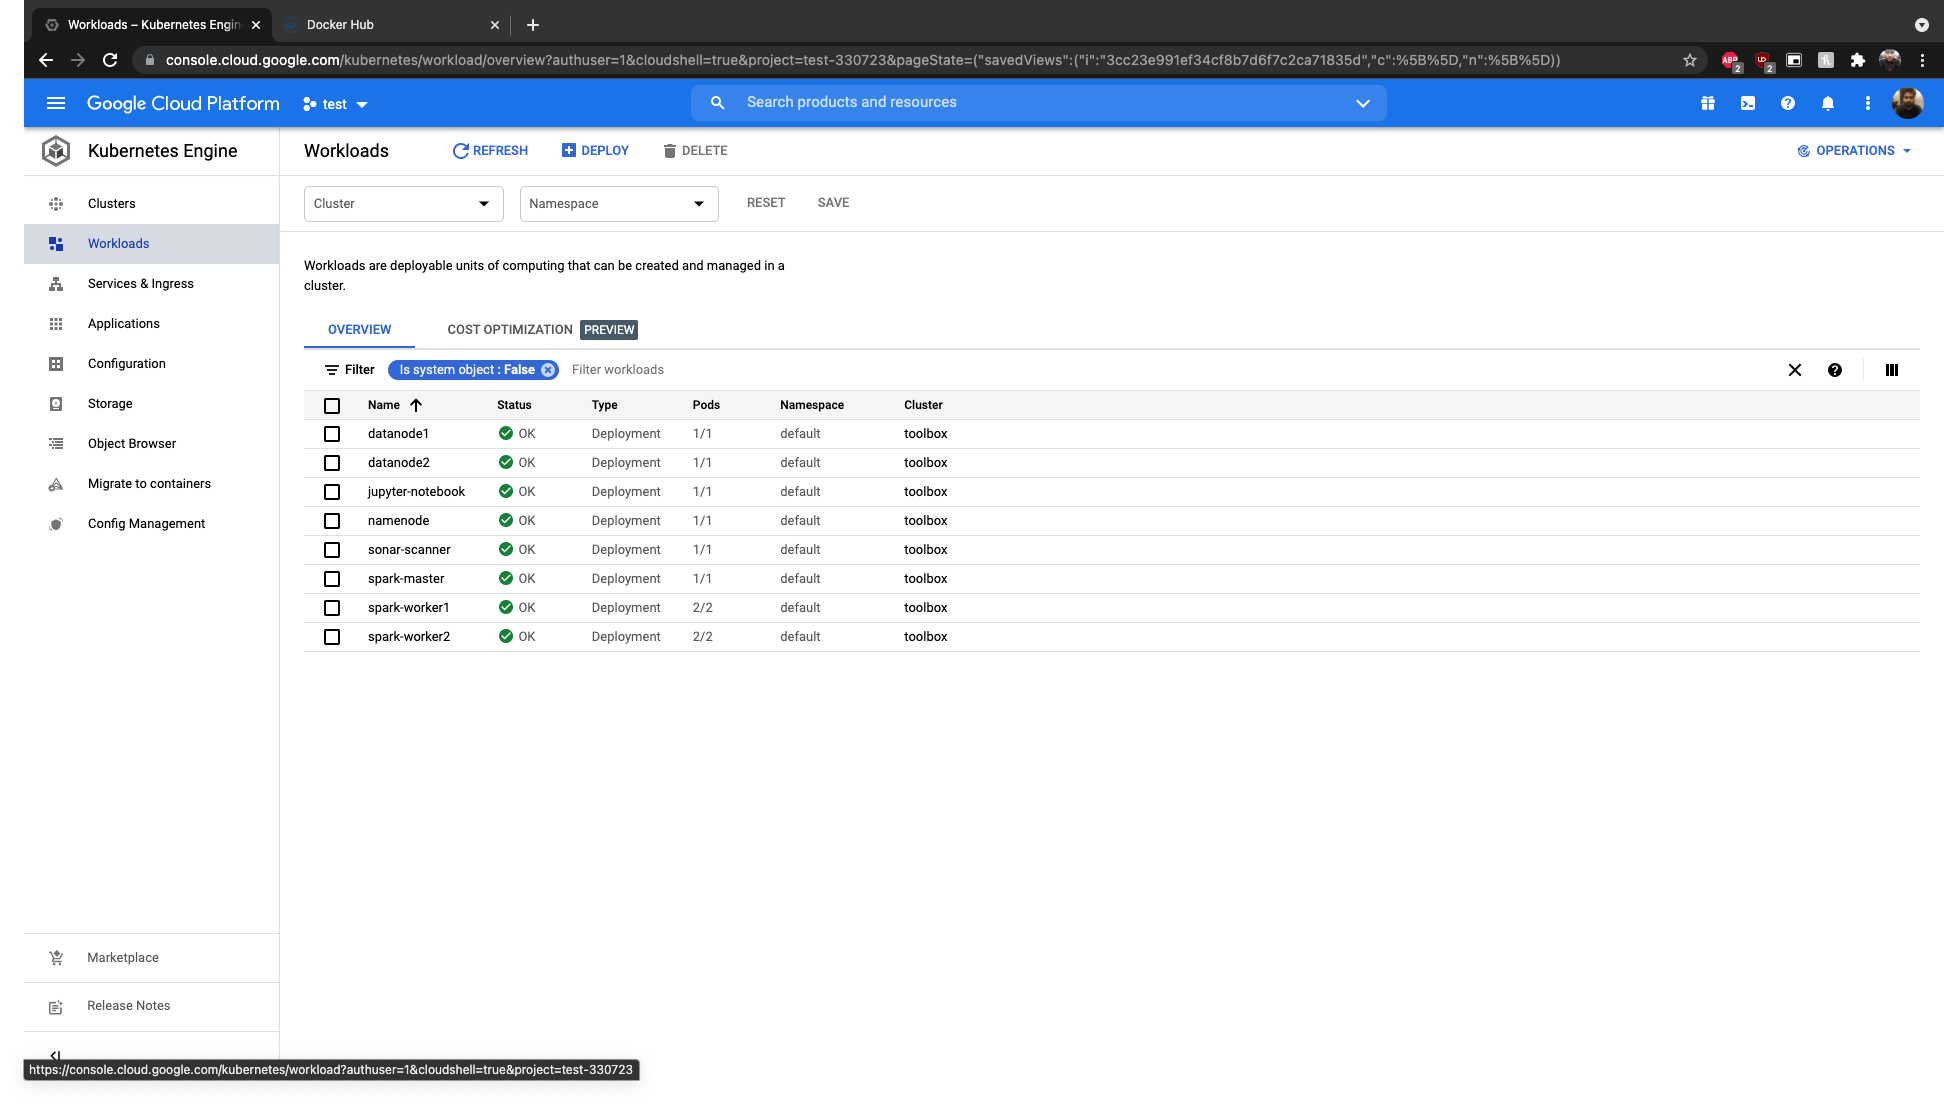 Workloads – Kubernetes Engin
Docker Hub
console.cloud.google.com/kubernetes/workload/overview?authuser=1&cloudshell=true&project=test-330723&pageState=("savedViews":("i":"3cc23e991ef34cf8b7d6f7c2ca71835d","c":%5B%5D,"n":%5B%5D))
ABP 2
UD 2
Google Cloud Platform
test
Search products and resources
Kubernetes Engine
Workloads
REFRESH
DEPLOY
DELETE
OPERATIONS
Clusters
Workloads
Services & Ingress
Applications
Configuration
Storage
Object Browser
Migrate to containers
Config Management
Cluster
Namespace
RESET
SAVE
Workloads are deployable units of computing that can be created and managed in a
cluster.
OVERVIEW
COST OPTIMIZATION PREVIEW
Filter
Is system object : False
Filter workloads
Name Status Type Pods Namespace Cluster
datanode1 OK Deployment 1/1 default toolbox
datanode2 OK Deployment 1/1 default toolbox
jupyter-notebook OK Deployment 1/1 default toolbox
namenode OK Deployment 1/1 default toolbox
sonar-scanner OK Deployment 1/1 default toolbox
spark-master OK Deployment 1/1 default toolbox
spark-worker1 OK Deployment 2/2 default toolbox
spark-worker2 OK Deployment 2/2 default toolbox
Marketplace
Release Notes
https://console.cloud.google.com/kubernetes/workload?authuser=1&cloudshell=true&project=test-330723